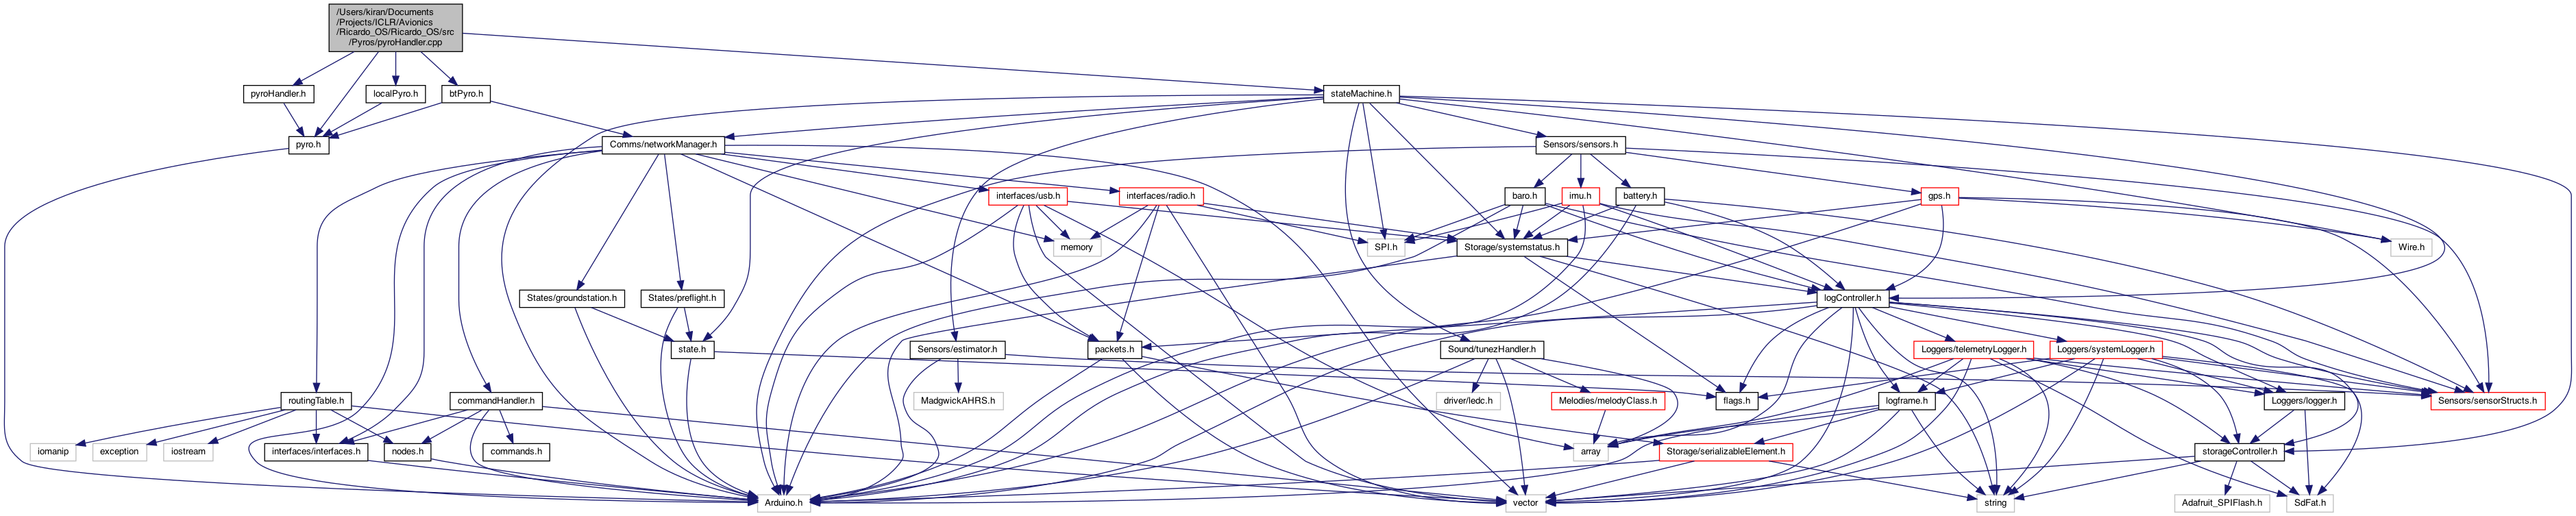 /Users/kiran/Documents
/Projects/ICLR/Avionics
/Ricardo_OS/Ricardo_OS/src
/Pyros/pyroHandler.cpp
pyroHandler.h
localPyro.h
btPyro.h
stateMachine.h
pyro.h
Comms/networkManager.h
Sensors/sensors.h
interfaces/usb.h
interfaces/radio.h
baro.h
imu.h
battery.h
gps.h
memory
SPI.h
Storage/systemstatus.h
Wire.h
States/groundstation.h
States/preflight.h
logController.h
state.h
Sensors/estimator.h
packets.h
Sound/tunezHandler.h
Loggers/telemetryLogger.h
Loggers/systemLogger.h
routingTable.h
commandHandler.h
MadgwickAHRS.h
driver/ledc.h
Melodies/melodyClass.h
flags.h
logframe.h
Loggers/logger.h
Sensors/sensorStructs.h
iomanip
exception
iostream
interfaces/interfaces.h
nodes.h
commands.h
array
Storage/serializableElement.h
storageController.h
Arduino.h
vector
string
Adafruit_SPIFlash.h
SdFat.h